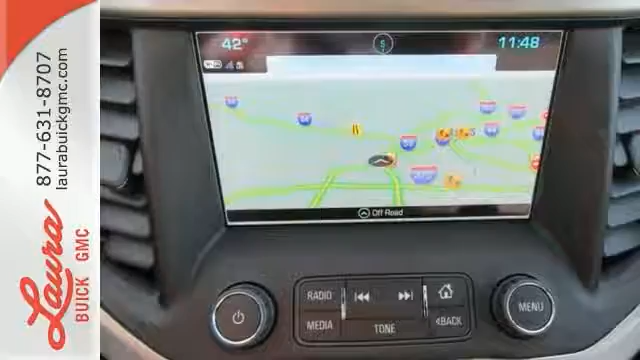 877-631-8707
laurabuickgmc.com
Laura
BUICK GMC
42°
S
11:48
Off Road
RADIO
MEDIA
TONE
BACK
MENU